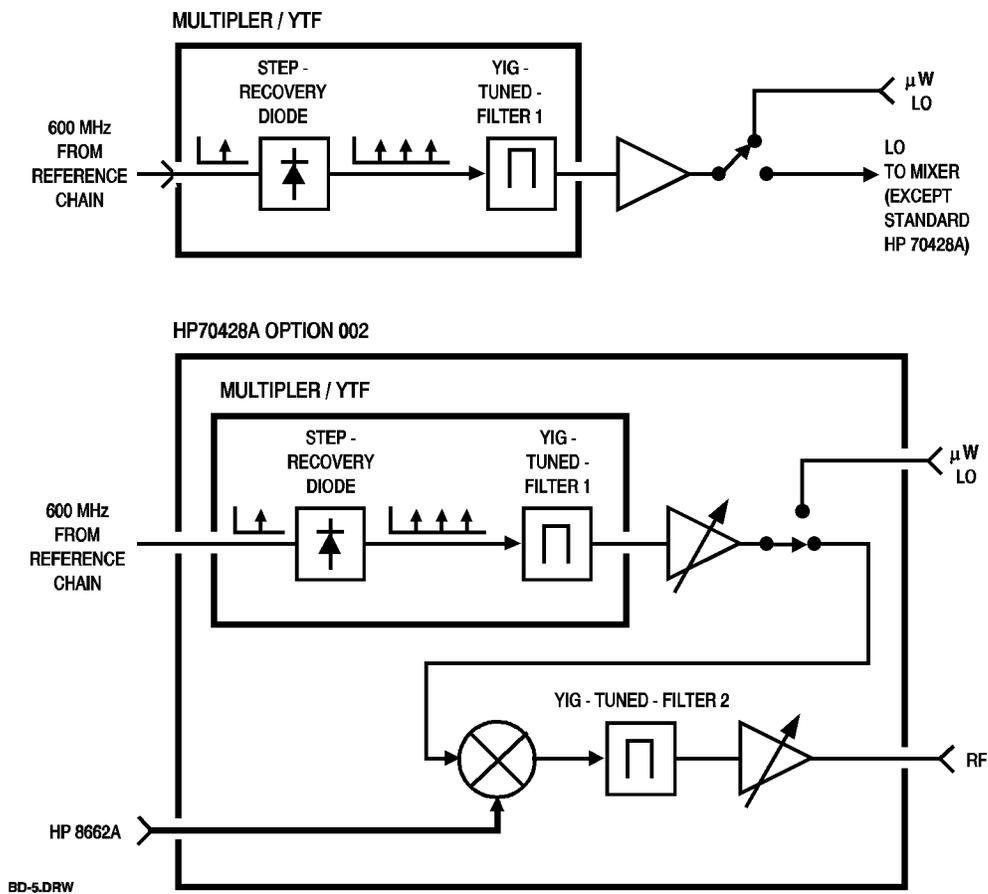 MULTIPLER / YTF
STEP -
RECOVERY
DIODE
YIG -
TUNED -
FILTER 1
600 MHz
FROM
REFERENCE
CHAIN
µW
LO
LO
TO MIXER
(EXCEPT
STANDARD
HP 70428A)
HP70428A OPTION 002
MULTIPLER / YTF
STEP -
RECOVERY
DIODE
YIG -
TUNED -
FILTER 1
600 MHz
FROM
REFERENCE
CHAIN
µW
LO
YIG - TUNED - FILTER 2
RF
HP 8662A
BD-5.DRW